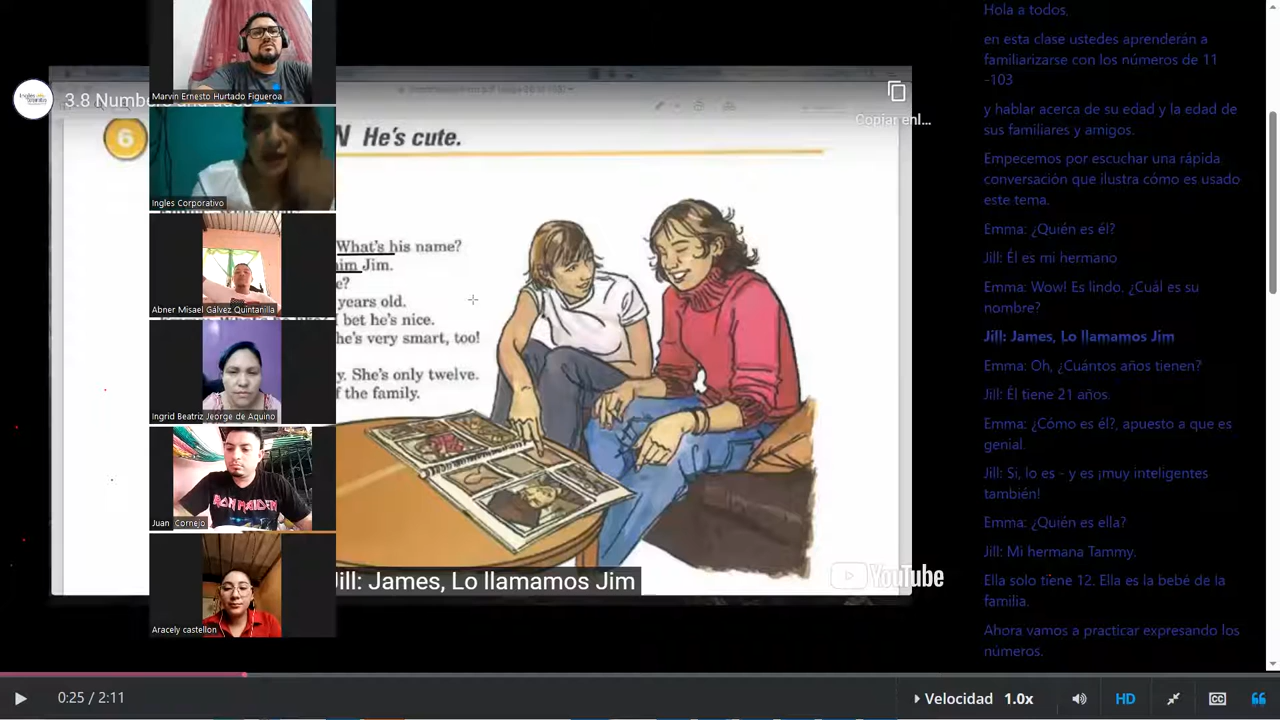 3.8 Numbers
6
He's cute.
Copiar enl...
What's his name?
him Jim.
e?
years old.
I bet he's nice.
he's very smart, too!
y. She's only twelve.
f the family.
Jill: James, Lo llamamos Jim
YouTube
Marvin Ernesto Hurtado Figueroa
Ingles Corporativo
Abner Misael Gálvez Quintanilla
Ingrid Beatriz Jeorge de Aquino
Juan Cornejo
Aracely castellon
Hola a todos,
en esta clase ustedes aprenderán a
familiarizarse con los números de 11
-103
y hablar acerca de su edad y la edad de
sus familiares y amigos.
Empecemos por escuchar una rápida
conversación que ilustra cómo es usado
este tema.
Emma: ¿Quién es él?
Jill: Él es mi hermano
Emma: Wow! Es lindo. ¿Cuál es su
nombre?
Jill: James, Lo llamamos Jim
Emma: Oh, ¿Cuántos años tienen?
Jill: Él tiene 21 años.
Emma: ¿Cómo es él?, apuesto a que es
genial.
Jill: Sí, lo es - y es ¡muy inteligentes
también!
Emma: ¿Quién es ella?
Jill: Mi hermana Tammy.
Ella solo tiene 12. Ella es la bebé de la
familia.
Ahora vamos a practicar expresando los
números.
0:25 / 2:11
Velocidad 1.0x
HD
CC